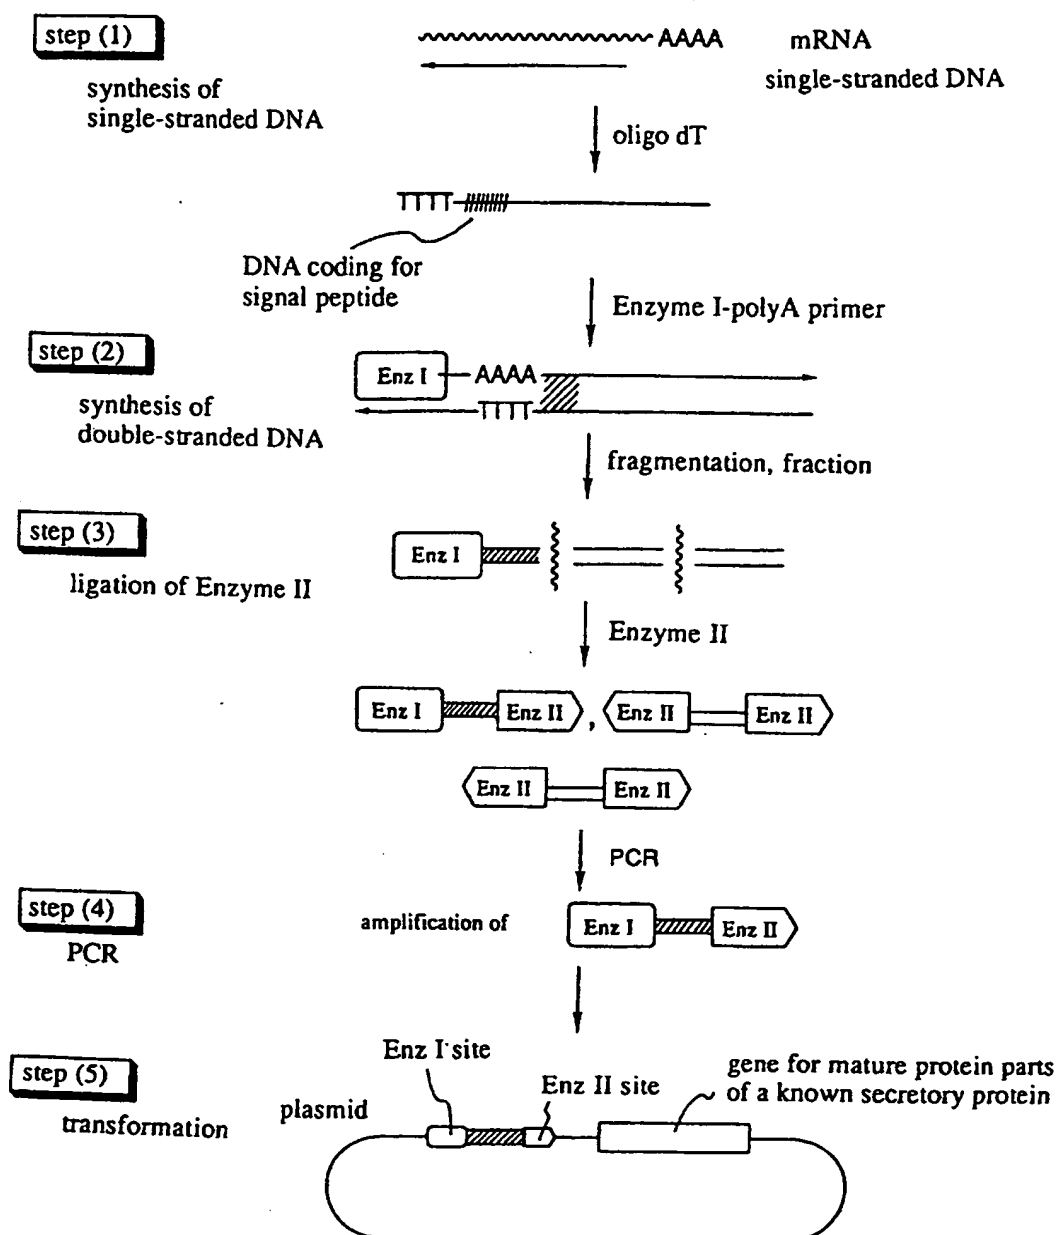 step (1)
AAAA mRNA
single-stranded DNA
synthesis of
single-stranded DNA
oligo dT
TTTT
DNA coding for
signal peptide
Enzyme I-polyA primer
step (2)
Enz I AAAA
TTTT
synthesis of
double-stranded DNA
fragmentation, fraction
step (3)
Enz I
ligation of Enzyme II
Enzyme II
Enz I Enz II , Enz II Enz II
Enz II Enz II
PCR
step (4)
amplification of Enz I Enz II
PCR
Enz I site
step (5)
Enz II site
gene for mature protein parts
of a known secretory protein
plasmid
transformation